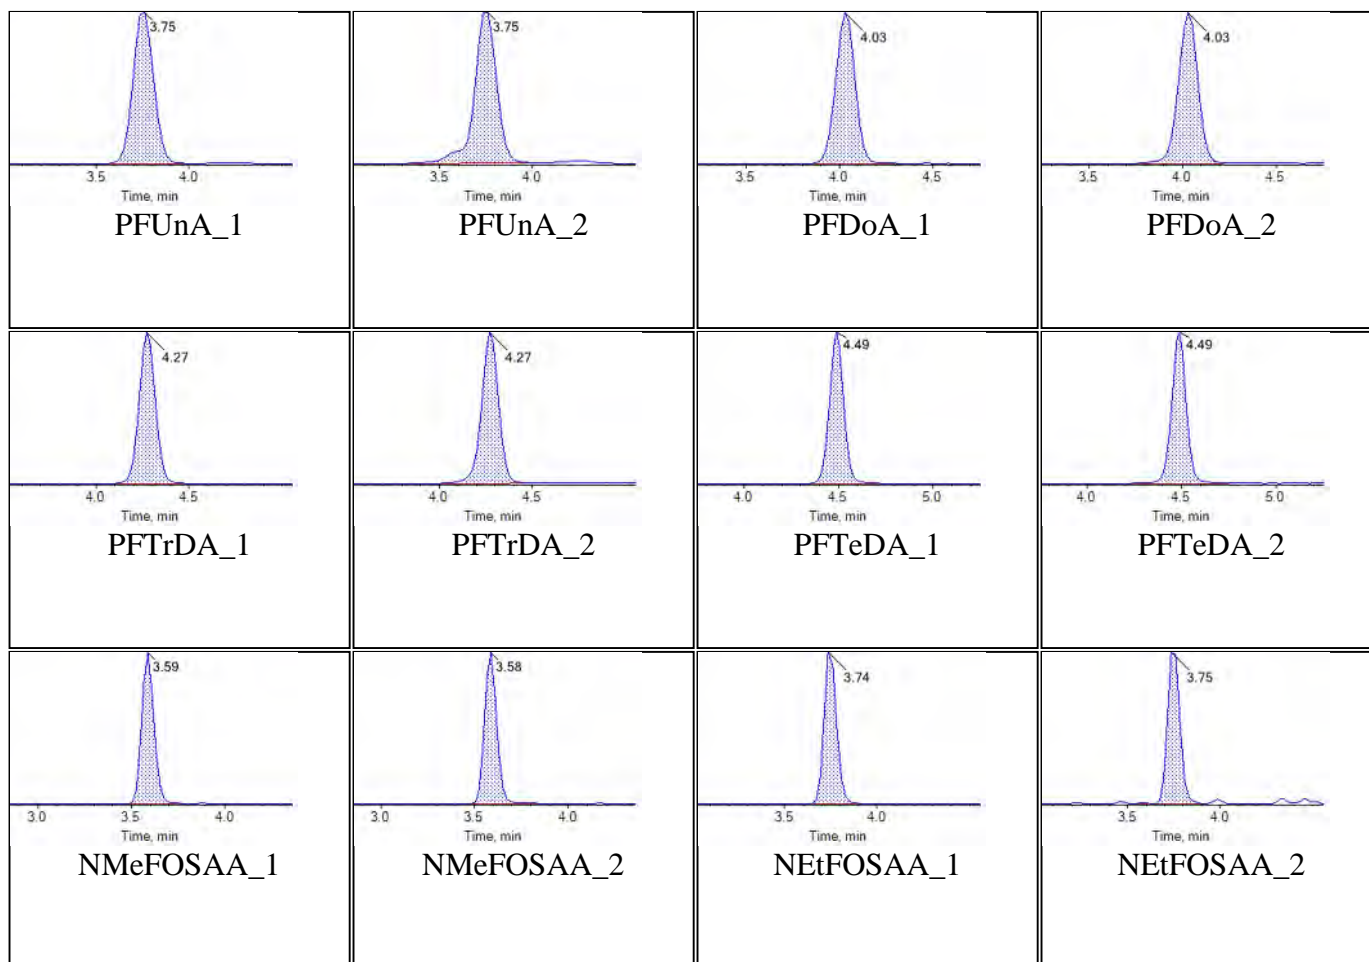 3.75
3.5 4.0
Time, min
PFUnA_1
3.75
3.5 4.0
Time, min
PFUnA_2
4.03
3.5 4.0 4.5
Time, min
PFDoA_1
4.03
3.5 4.0 4.5
Time, min
PFDoA_2
4.27
4.0 4.5
Time, min
PFTrDA_1
4.27
4.0 4.5
Time, min
PFTrDA_2
4.49
4.0 4.5 5.0
Time, min
PFTeDA_1
4.49
4.0 4.5 5.0
Time, min
PFTeDA_2
3.59
3.0 3.5 4.0
Time, min
NMeFOSAA_1
3.58
3.0 3.5 4.0
Time, min
NMeFOSAA_2
3.74
3.5 4.0
Time, min
NEtFOSAA_1
3.75
3.5 4.0
Time, min
NEtFOSAA_2